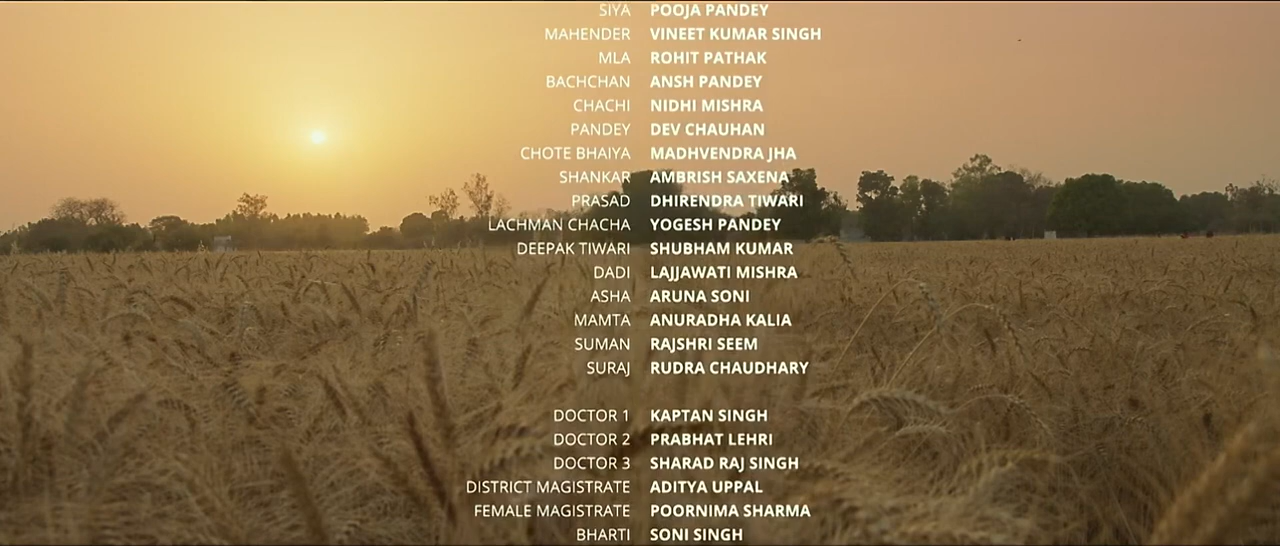 SIYA POOJA PANDEY
MAHENDER VINEET KUMAR SINGH
MLA ROHIT PATHAK
BACHCHAN ANSH PANDEY
CHACHI NIDHI MISHRA
PANDEY DEV CHAUHAN
CHOTE BHAIYA MADHVENDRA JHA
SHANKAR AMBRISH SAXENA
PRASAD DHIRENDRA TIWARI
LACHMAN CHACHA YOGESH PANDEY
DEEPAK TIWARI SHUBHAM KUMAR
DADI LAJJAWATI MISHRA
ASHA ARUNA SONI
MAMTA ANURADHA KALIA
SUMAN RAJSHRI SEEM
SURAJ RUDRA CHAUDHARY
DOCTOR 1 KAPTAN SINGH
DOCTOR 2 PRABHAT LEHRI
DOCTOR 3 SHARAD RAJ SINGH
DISTRICT MAGISTRATE ADITYA UPPAL
FEMALE MAGISTRATE POORNIMA SHARMA
BHARTI SONI SINGH